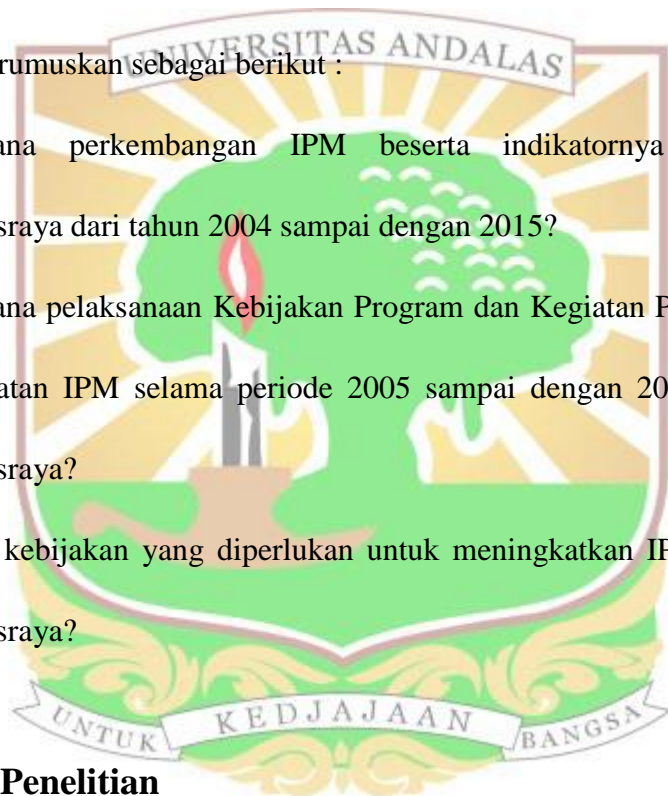 UNIVERSITAS ANDALAS
rumuskan sebagai berikut :
ana perkembangan IPM beserta indikatornya
sraya dari tahun 2004 sampai dengan 2015?
ana pelaksanaan Kebijakan Program dan Kegiatan P
atan IPM selama periode 2005 sampai dengan 20
sraya?
kebijakan yang diperlukan untuk meningkatkan IP
sraya?
UNTUK KEDJAJAAN BANGSA
Penelitian